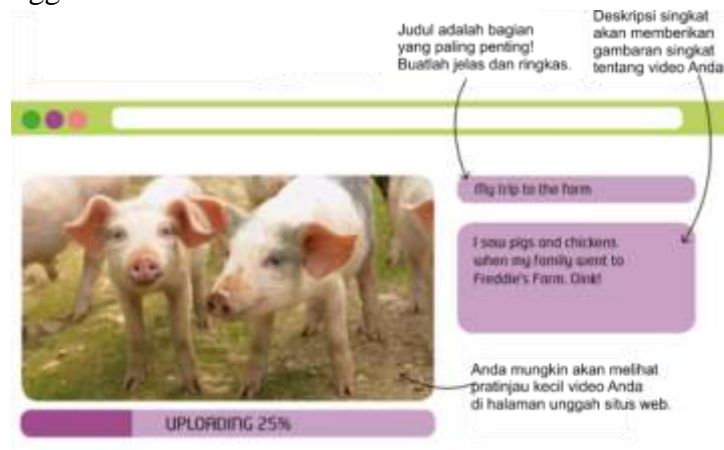 Judul adalah bagian
yang paling penting!
Buatlah jelas dan ringkas.
Deskripsi singkat
akan memberikan
gambaran singkat
tentang video Anda
My trip to the farm
I saw pigs and chickens
when my family went to
Freddie's Farm. Oink!
Anda mungkin akan melihat
pratinjau kecil video Anda
di halaman unggah situs web.
UPLOADING 25%